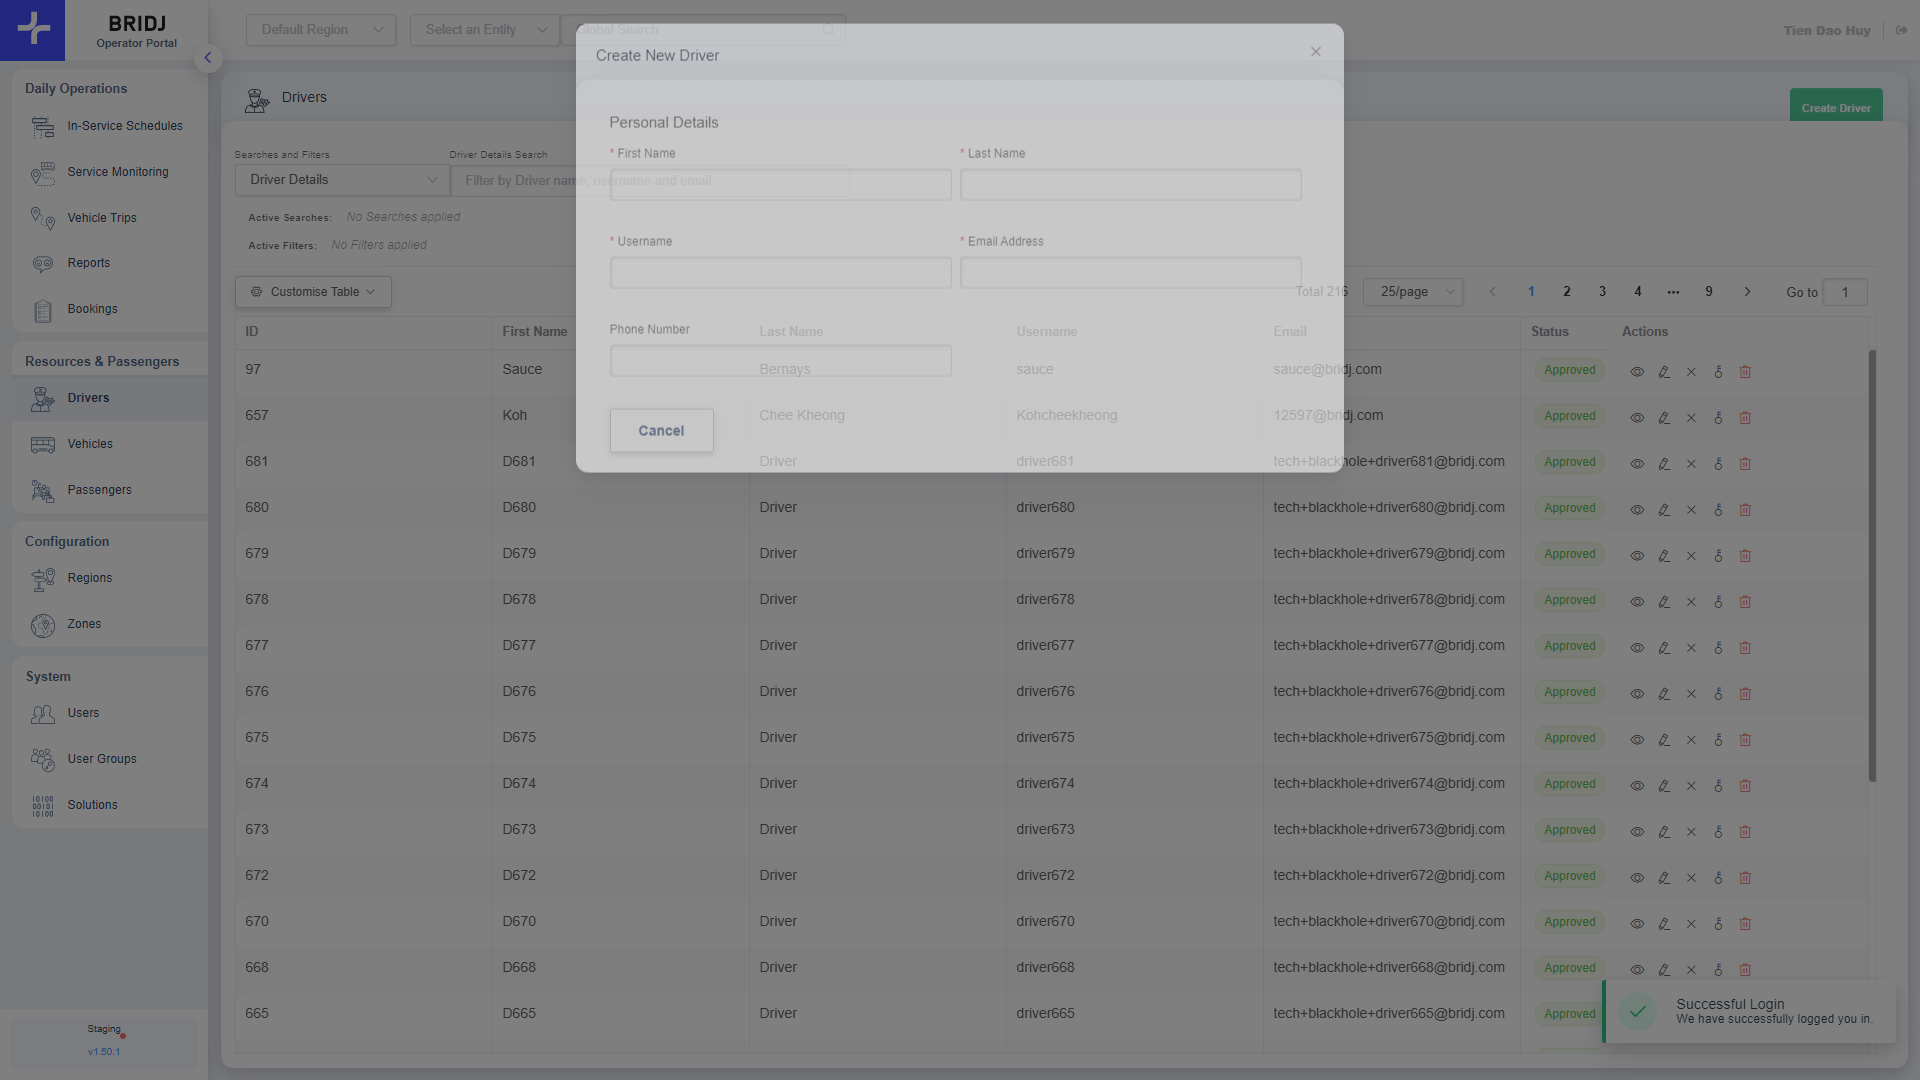 BRIDJ
Operator Portal
Default Region
Select an Entity
Global Search
Tien Dao Huy
Daily Operations
In-Service Schedules
Service Monitoring
Vehicle Trips
Reports
Bookings
Resources & Passengers
Drivers
Vehicles
Passengers
Configuration
Regions
Zones
System
Users
User Groups
Solutions
Staging
v1.50.1
Drivers
Create Driver
Searches and Filters
Driver Details
Driver Details Search
Filter by Driver name, username and email ...
Active Searches: No Searches applied
Active Filters: No Filters applied
Customise Table
Total 216
25/page
1 2 3 4 ••• 9
Go to 1
Create New Driver
Personal Details
* First Name
* Last Name
* Username
* Email Address
Phone Number
Cancel
ID First Name Last Name Username Email Status Actions
97 Sauce Bernays sauce sauce@bridj.com Approved
657 Koh Chee Kheong Kohcheekheong 12597@bridj.com Approved
681 D681 Driver driver681 tech+blackhole+driver681@bridj.com Approved
680 D680 Driver driver680 tech+blackhole+driver680@bridj.com Approved
679 D679 Driver driver679 tech+blackhole+driver679@bridj.com Approved
678 D678 Driver driver678 tech+blackhole+driver678@bridj.com Approved
677 D677 Driver driver677 tech+blackhole+driver677@bridj.com Approved
676 D676 Driver driver676 tech+blackhole+driver676@bridj.com Approved
675 D675 Driver driver675 tech+blackhole+driver675@bridj.com Approved
674 D674 Driver driver674 tech+blackhole+driver674@bridj.com Approved
673 D673 Driver driver673 tech+blackhole+driver673@bridj.com Approved
672 D672 Driver driver672 tech+blackhole+driver672@bridj.com Approved
670 D670 Driver driver670 tech+blackhole+driver670@bridj.com Approved
668 D668 Driver driver668 tech+blackhole+driver668@bridj.com Approved
665 D665 Driver driver665 tech+blackhole+driver665@bridj.com Approved
Successful Login
We have successfully logged you in.